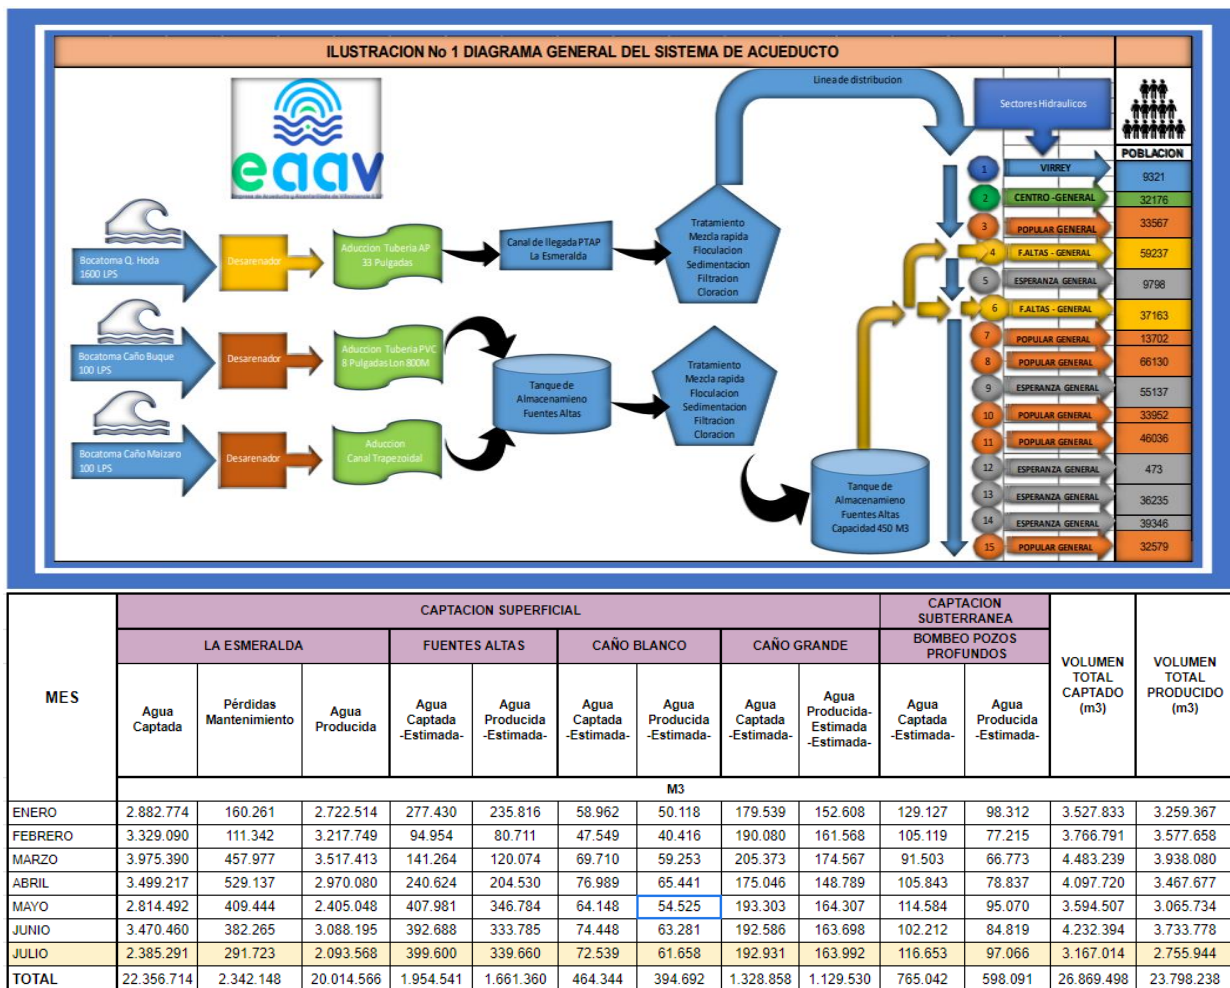 ILUSTRACION No 1 DIAGRAMA GENERAL DEL SISTEMA DE ACUEDUCTO
eaav
Linea de distribucion
Sectores Hidraulicos
POBLACION
Bocatoma Q. Hoda
1600 LPS
Desarenador
Aduccion Tuberia AP
33 Pulgadas
Canal de llegada PTAP
La Esmeralda
Tratamiento
Mezcla rapida
Floculacion
Sedimentacion
Filtracion
Cloracion
Bocatoma Caño Buque
100 LPS
Desarenador
Aduccion Tuberia PVC
8 Pulgadas Lon 800M
Tanque de
Almacenamieno
Fuentes Altas
Tratamiento
Mezcla rapida
Floculacion
Sedimentacion
Filtracion
Cloracion
Bocatoma Caño Maizaro
100 LPS
Desarenador
Aduccion
Canal Trapezoidal
Tanque de
Almacenamieno
Fuentes Altas
Capacidad 450 M3
1 VIRREY 9321
2 CENTRO -GENERAL 32176
3 POPULAR GENERAL 33567
4 F.ALTAS - GENERAL 59237
5 ESPERANZA GENERAL 9798
6 F.ALTAS - GENERAL 37163
7 POPULAR GENERAL 13702
8 POPULAR GENERAL 66130
9 ESPERANZA GENERAL 55137
10 POPULAR GENERAL 33952
11 POPULAR GENERAL 46036
12 ESPERANZA GENERAL 473
13 ESPERANZA GENERAL 36235
14 ESPERANZA GENERAL 39346
15 POPULAR GENERAL 32579
MES
CAPTACION SUPERFICIAL
CAPTACION
SUBTERRANEA
VOLUMEN
TOTAL
CAPTADO
(m3)
VOLUMEN
TOTAL
PRODUCIDO
(m3)
LA ESMERALDA
FUENTES ALTAS
CAÑO BLANCO
CAÑO GRANDE
BOMBEO POZOS
PROFUNDOS
Agua
Captada
Pérdidas
Mantenimiento
Agua
Producida
Agua
Captada
-Estimada-
Agua
Producida
-Estimada-
Agua
Captada
-Estimada-
Agua
Producida
-Estimada-
Agua
Captada
-Estimada-
Agua
Producida-
Estimada
-Estimada-
Agua
Captada
-Estimada-
Agua
Producida
-Estimada-
M3
ENERO 2.882.774 160.261 2.722.514 277.430 235.816 58.962 50.118 179.539 152.608 129.127 98.312 3.527.833 3.259.367
FEBRERO 3.329.090 111.342 3.217.749 94.954 80.711 47.549 40.416 190.080 161.568 105.119 77.215 3.766.791 3.577.658
MARZO 3.975.390 457.977 3.517.413 141.264 120.074 69.710 59.253 205.373 174.567 91.503 66.773 4.483.239 3.938.080
ABRIL 3.499.217 529.137 2.970.080 240.624 204.530 76.989 65.441 175.046 148.789 105.843 78.837 4.097.720 3.467.677
MAYO 2.814.492 409.444 2.405.048 407.981 346.784 64.148 54.525 193.303 164.307 114.584 95.070 3.594.507 3.065.734
JUNIO 3.470.460 382.265 3.088.195 392.688 333.785 74.448 63.281 192.586 163.698 102.212 84.819 4.232.394 3.733.778
JULIO 2.385.291 291.723 2.093.568 399.600 339.660 72.539 61.658 192.931 163.992 116.653 97.066 3.167.014 2.755.944
TOTAL 22.356.714 2.342.148 20.014.566 1.954.541 1.661.360 464.344 394.692 1.328.858 1.129.530 765.042 598.091 26.869.498 23.798.238